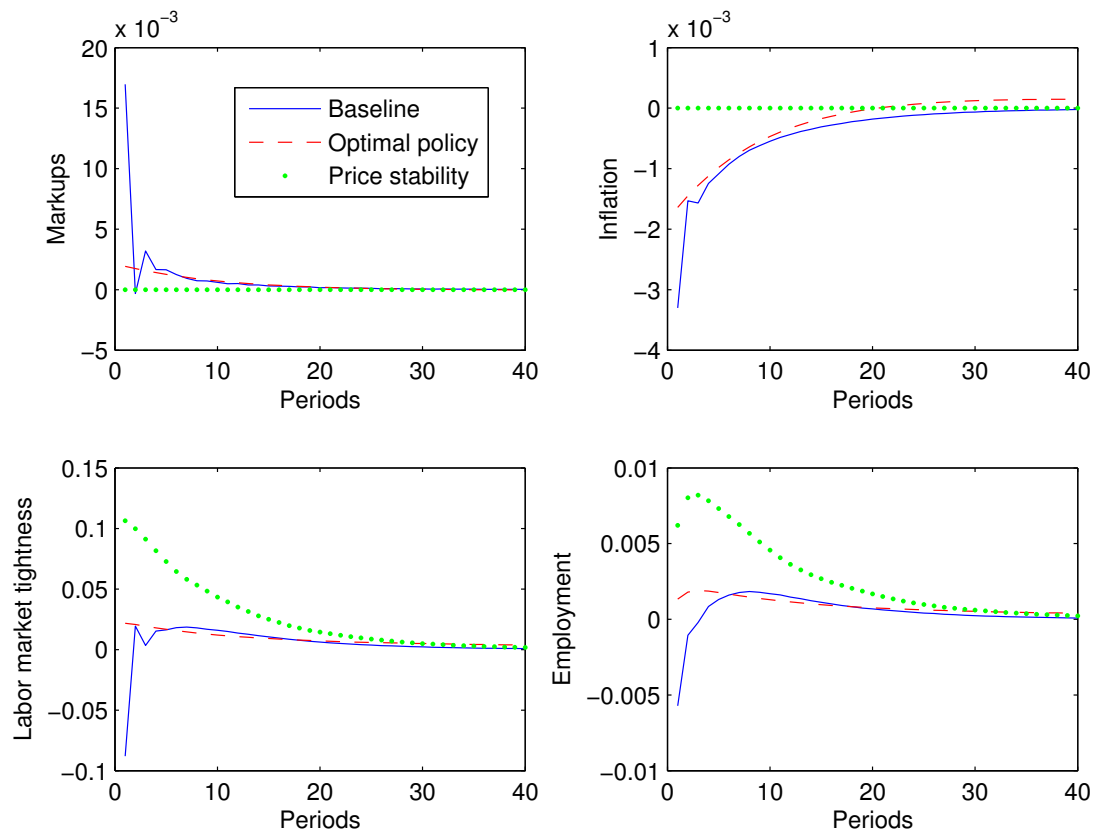 x 10⁻³
20
15
10
5
0
−5
Markups
0 10 20 30 40
Periods
Baseline
Optimal policy
Price stability
x 10⁻³
1
0
−1
−2
−3
−4
Inflation
0 10 20 30 40
Periods
0.15
0.1
0.05
0
−0.05
−0.1
Labor market tightness
0 10 20 30 40
Periods
0.01
0.005
0
−0.005
−0.01
Employment
0 10 20 30 40
Periods